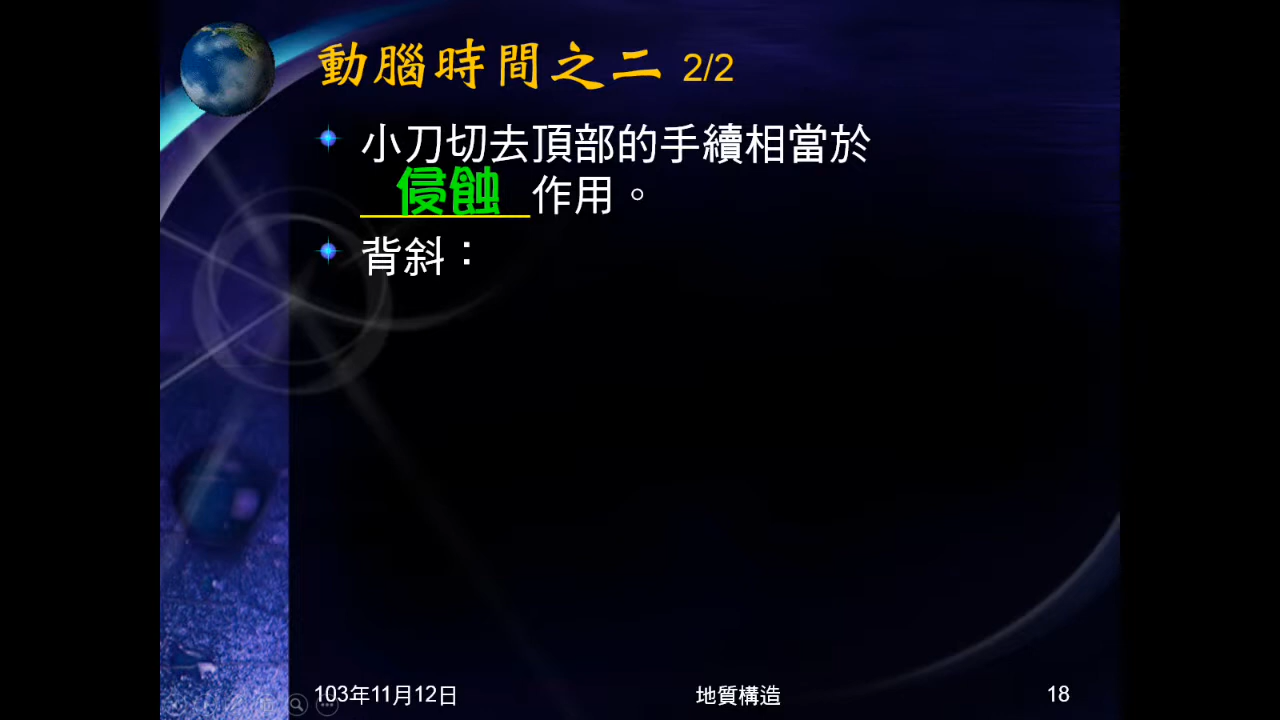 動腦時間之二 2/2
小刀切去頂部的手續相當於
侵蝕作用。
背斜：
103年11月12日 地質構造 18